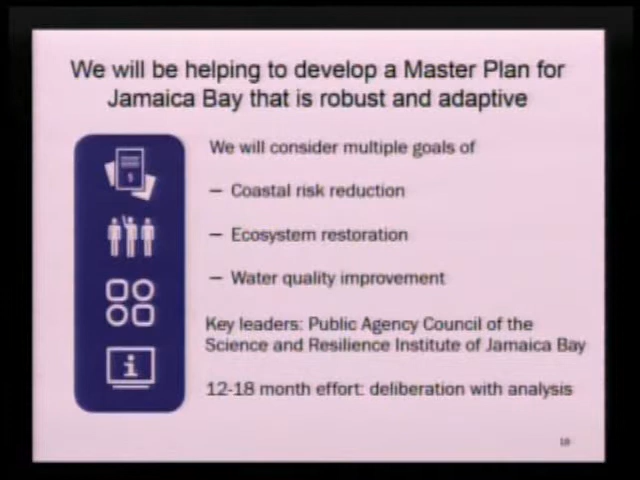 We will be helping to develop a Master Plan for
Jamaica Bay that is robust and adaptive
We will consider multiple goals of
– Coastal risk reduction
– Ecosystem restoration
– Water quality improvement
Key leaders: Public Agency Council of the
Science and Resilience Institute of Jamaica Bay
12-18 month effort: deliberation with analysis
$
i